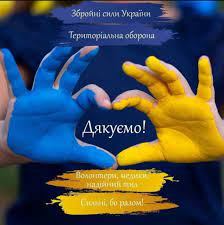 Збройні сили України
Територіальна оборона
Дякуємо!
Волонтери, медики,
надійний тил
Сильні, бо разом!